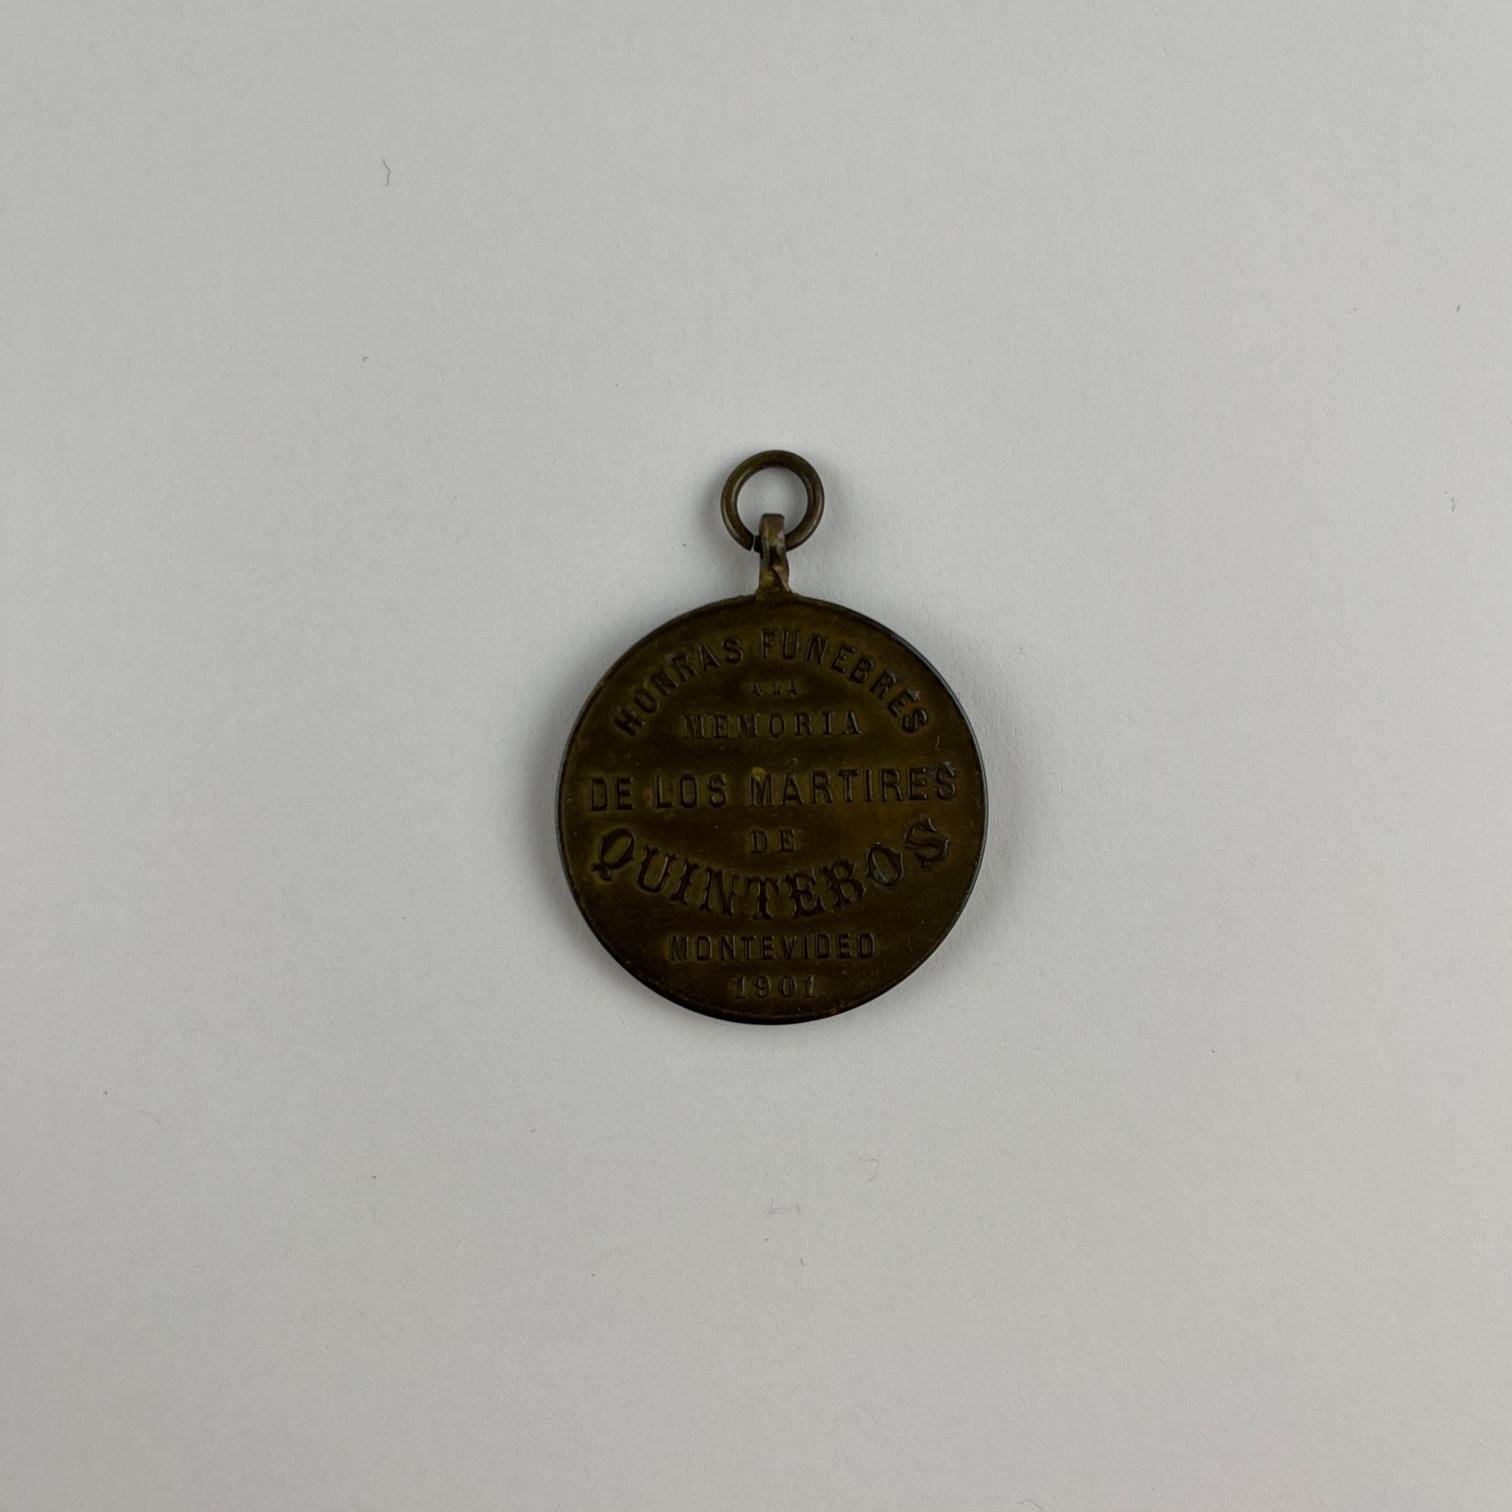 HONRAS FUNEBRES
A LA
MEMORIA
DE LOS MARTIRES
DE
QUINTEROS
MONTEVIDEO
1901